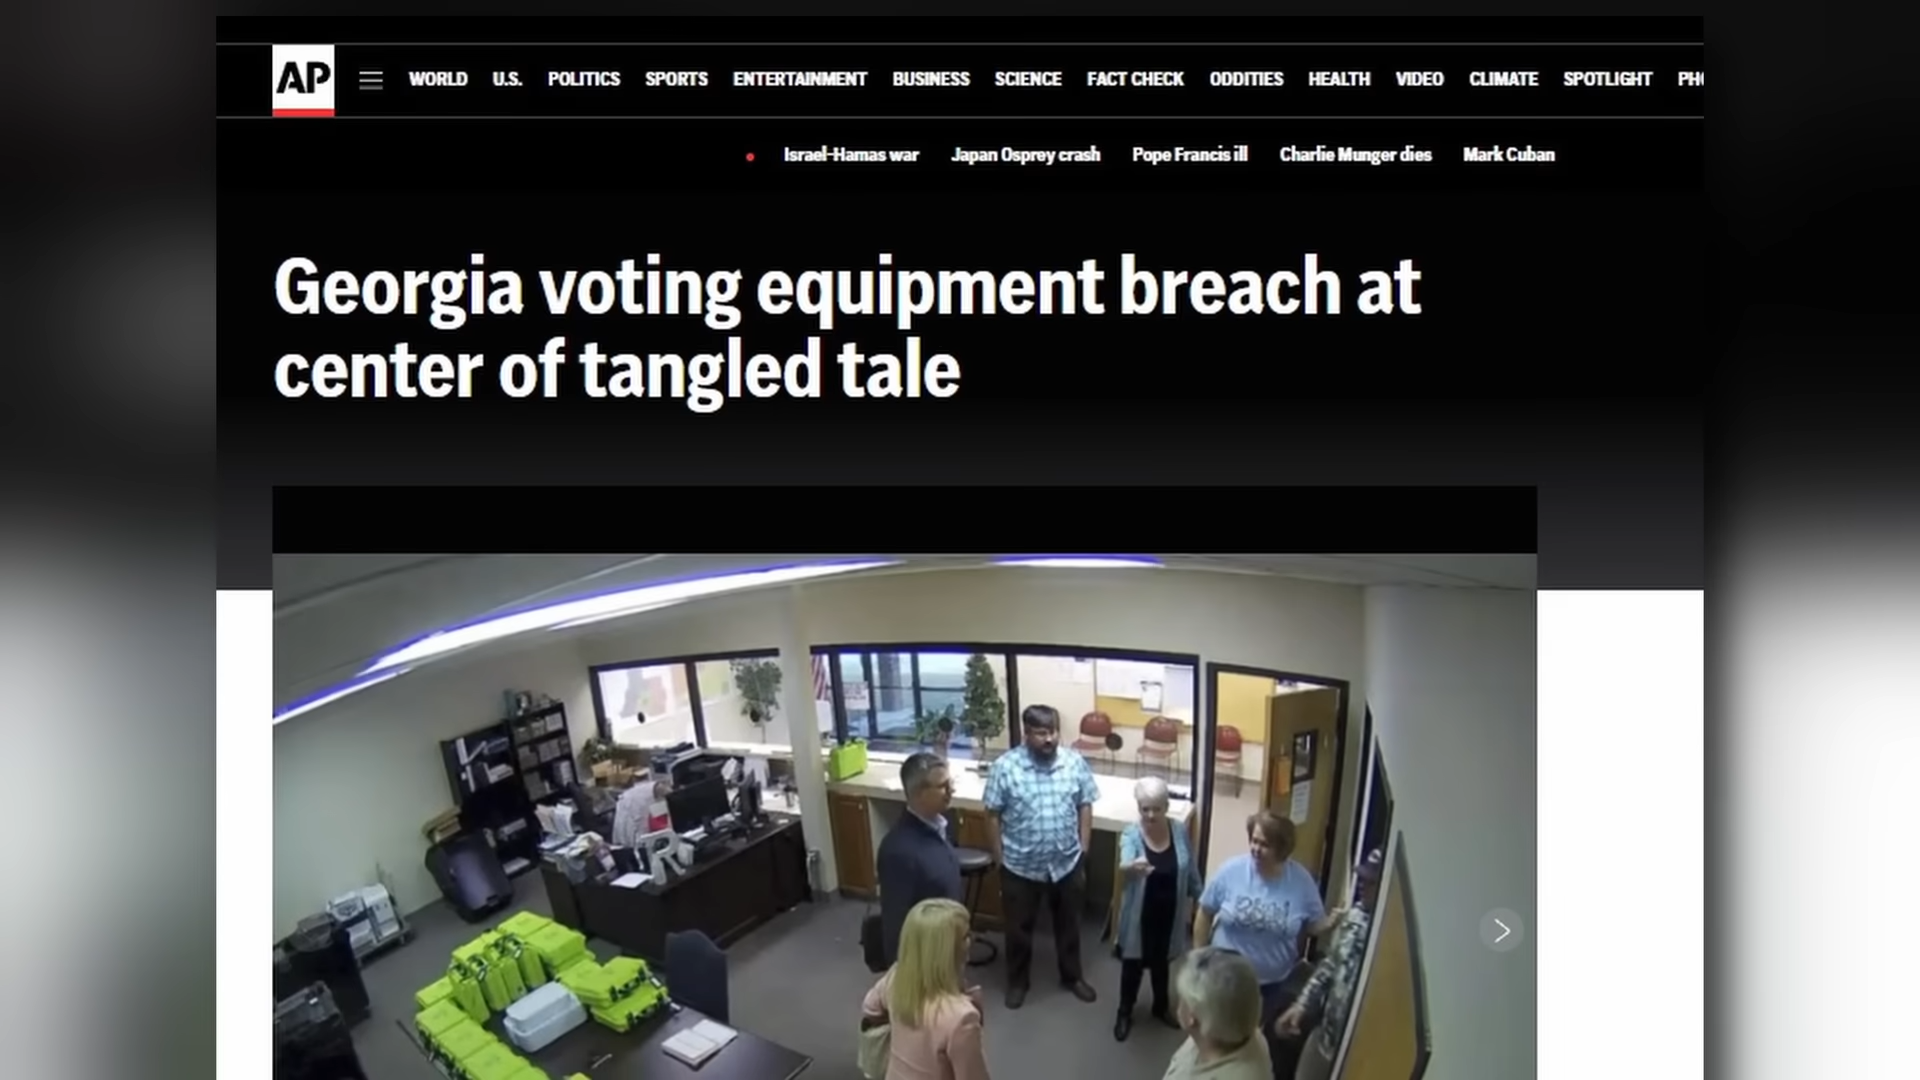 AP
WORLD U.S. POLITICS SPORTS ENTERTAINMENT BUSINESS SCIENCE FACT CHECK ODDITIES HEALTH VIDEO CLIMATE SPOTLIGHT PHO
Israel-Hamas war Japan Osprey crash Pope Francis ill Charlie Munger dies Mark Cuban
Georgia voting equipment breach at
center of tangled tale